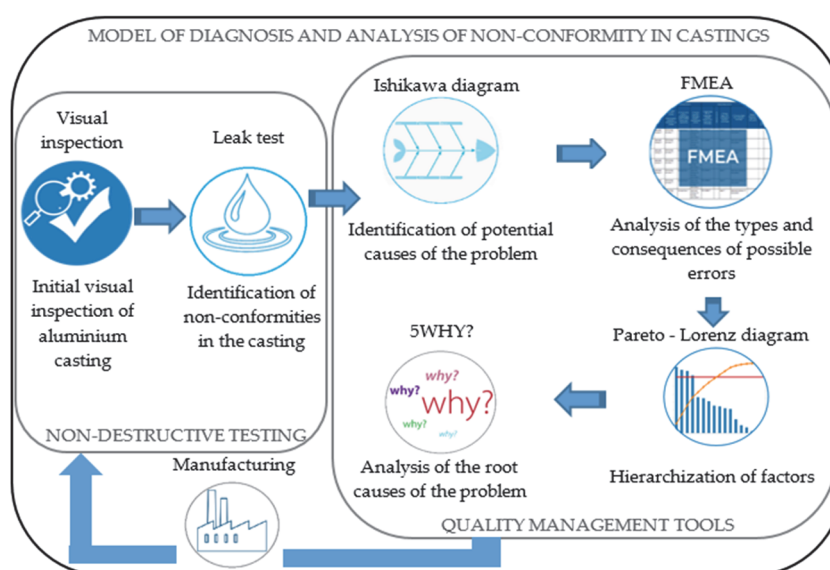 MODEL OF DIAGNOSIS AND ANALYSIS OF NON-CONFORMITY IN CASTINGS
Visual
inspection
Initial visual
inspection of
aluminium
casting
Leak test
Identification of
non-conformities
in the casting
NON-DESTRUCTIVE TESTING
Ishikawa diagram
Identification of potential
causes of the problem
FMEA
FMEA
Analysis of the types and
consequences of possible
errors
Pareto - Lorenz diagram
Hierarchization of factors
5WHY?
why?
why?
why?
why?
why?
Analysis of the root
causes of the problem
QUALITY MANAGEMENT TOOLS
Manufacturing